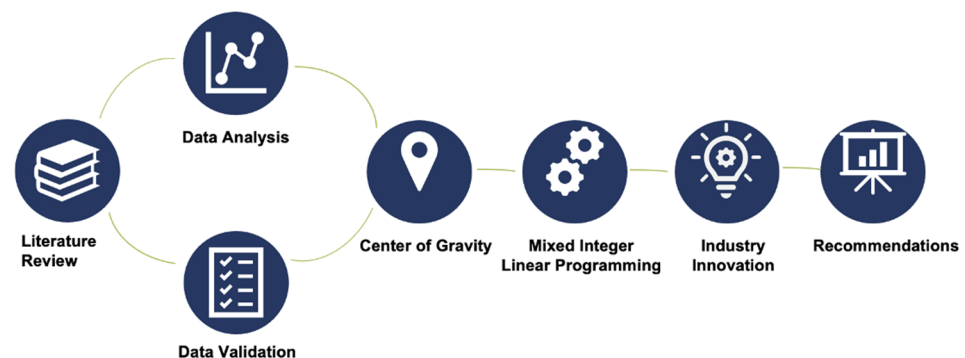 Data Analysis
Literature
Review
Data Validation
Center of Gravity
Mixed Integer
Linear Programming
Industry
Innovation
Recommendations